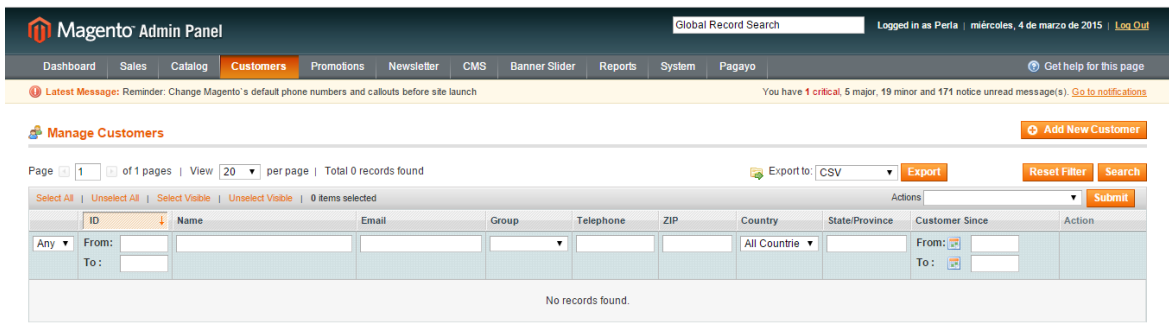 Magento Admin Panel
Global Record Search
Logged in as Perla | miércoles, 4 de marzo de 2015 | Log Out
Dashboard Sales Catalog Customers Promotions Newsletter CMS Banner Slider Reports System Pagayo Get help for this page
Latest Message: Reminder: Change Magento`s default phone numbers and callouts before site launch You have 1 critical, 5 major, 19 minor and 171 notice unread message(s). Go to notifications
Manage Customers Add New Customer
Page 1 of 1 pages | View 20 per page | Total 0 records found Export to: CSV Export Reset Filter Search
Select All | Unselect All | Select Visible | Unselect Visible | 0 items selected Actions Submit
ID Name Email Group Telephone ZIP Country State/Province Customer Since Action
Any From: All Countrie From:
To : To :
No records found.